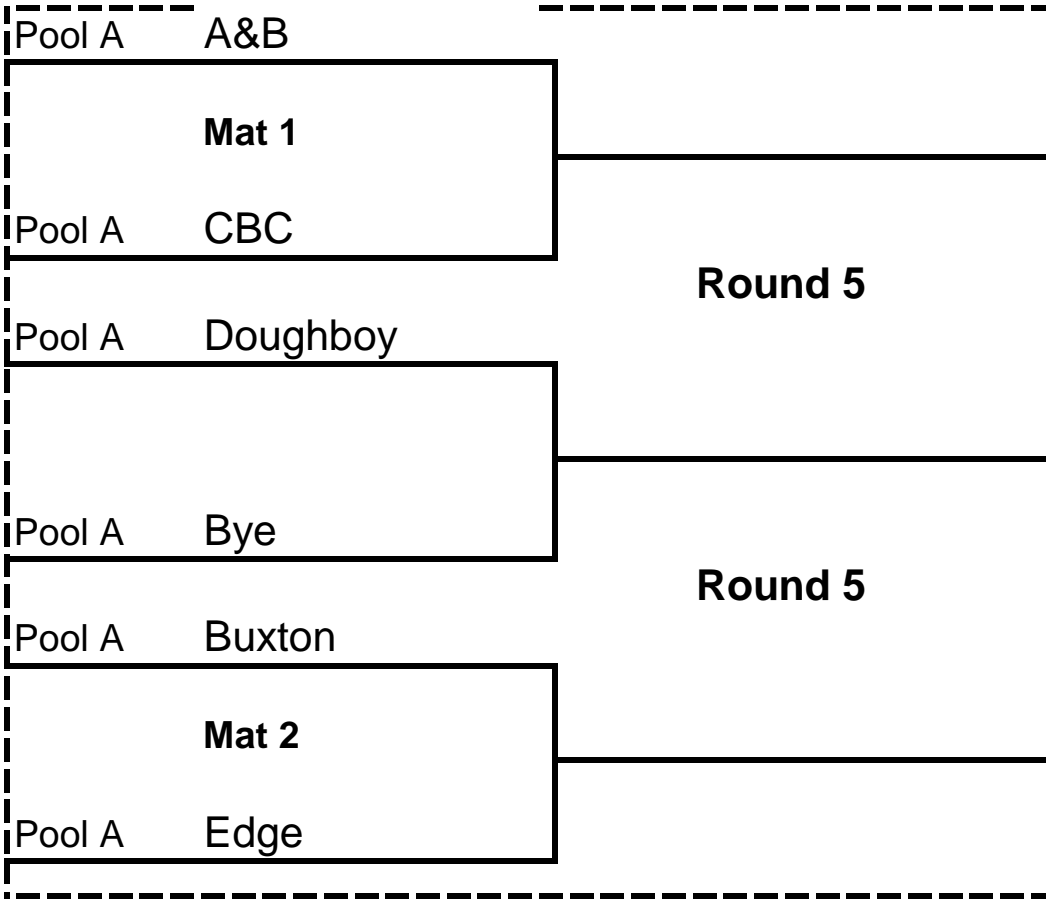 Pool A A&B
Mat 1
Pool A CBC
Round 5
Pool A Doughboy
Pool A Bye
Round 5
Pool A Buxton
Mat 2
Pool A Edge